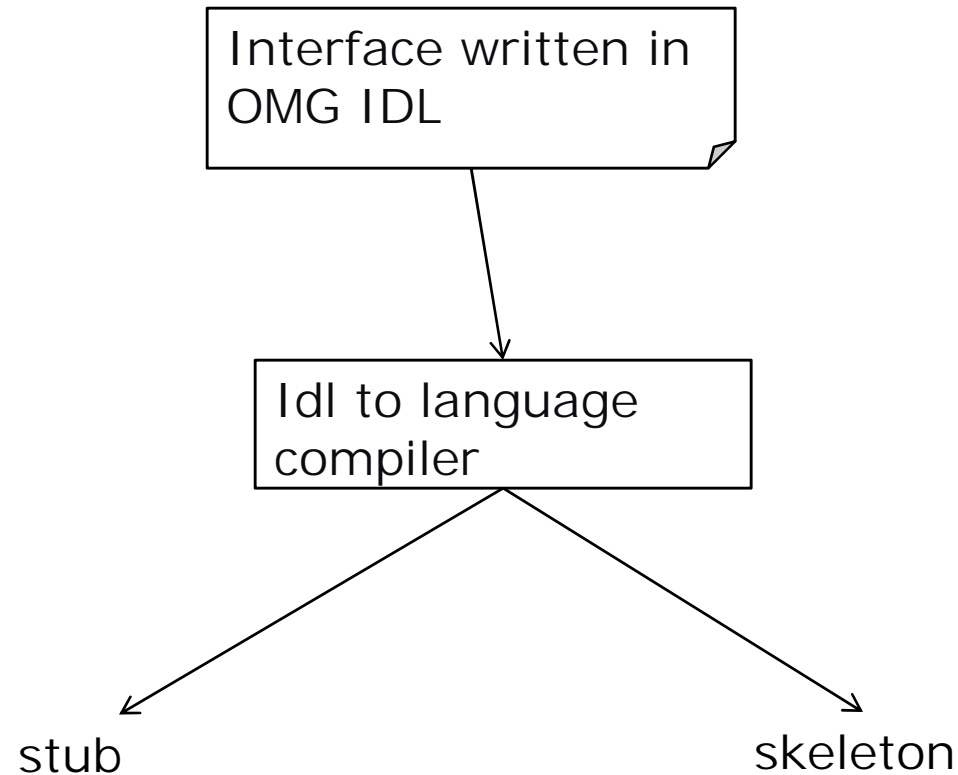 Interface written in
OMG IDL
Idl to language
compiler
stub
skeleton